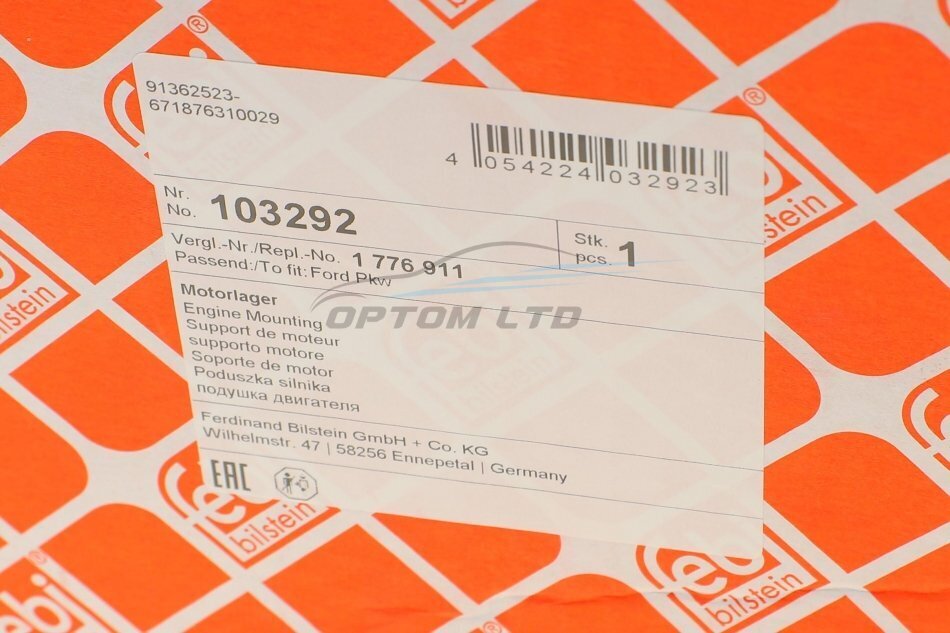 91362523-
671876310029
4 054224 032923
Nr.
No. 103292
Stk.
pcs. 1
Vergl.-Nr./Repl.-No. 1 776 911
Passend:/To fit: Ford Pkw
Motorlager
Engine Mounting
Support de moteur
supporto motore
Soporte de motor
Poduszka silnika
подушка двигателя
OPTOM LTD
Ferdinand Bilstein GmbH + Co. KG
Wilhelmstr. 47 | 58256 Ennepetal | Germany
EAC
febi
bilstein